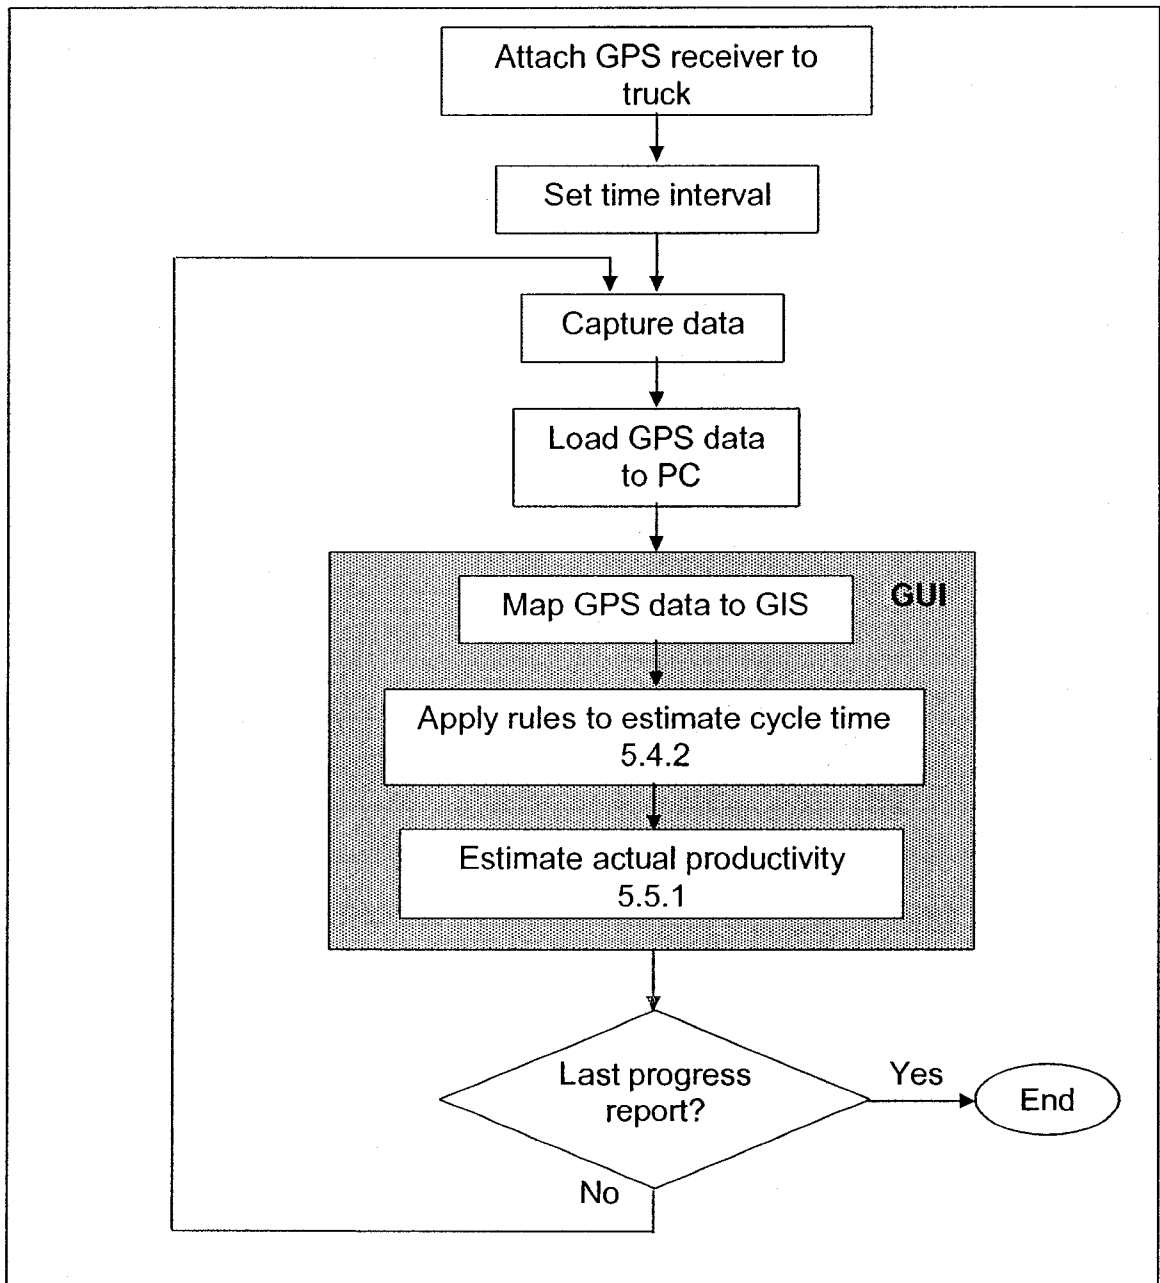 Attach GPS receiver to
truck
Set time interval
Capture data
Load GPS data
to PC
GUI
Map GPS data to GIS
Apply rules to estimate cycle time
5.4.2
Estimate actual productivity
5.5.1
Last progress
report?
Yes
End
No